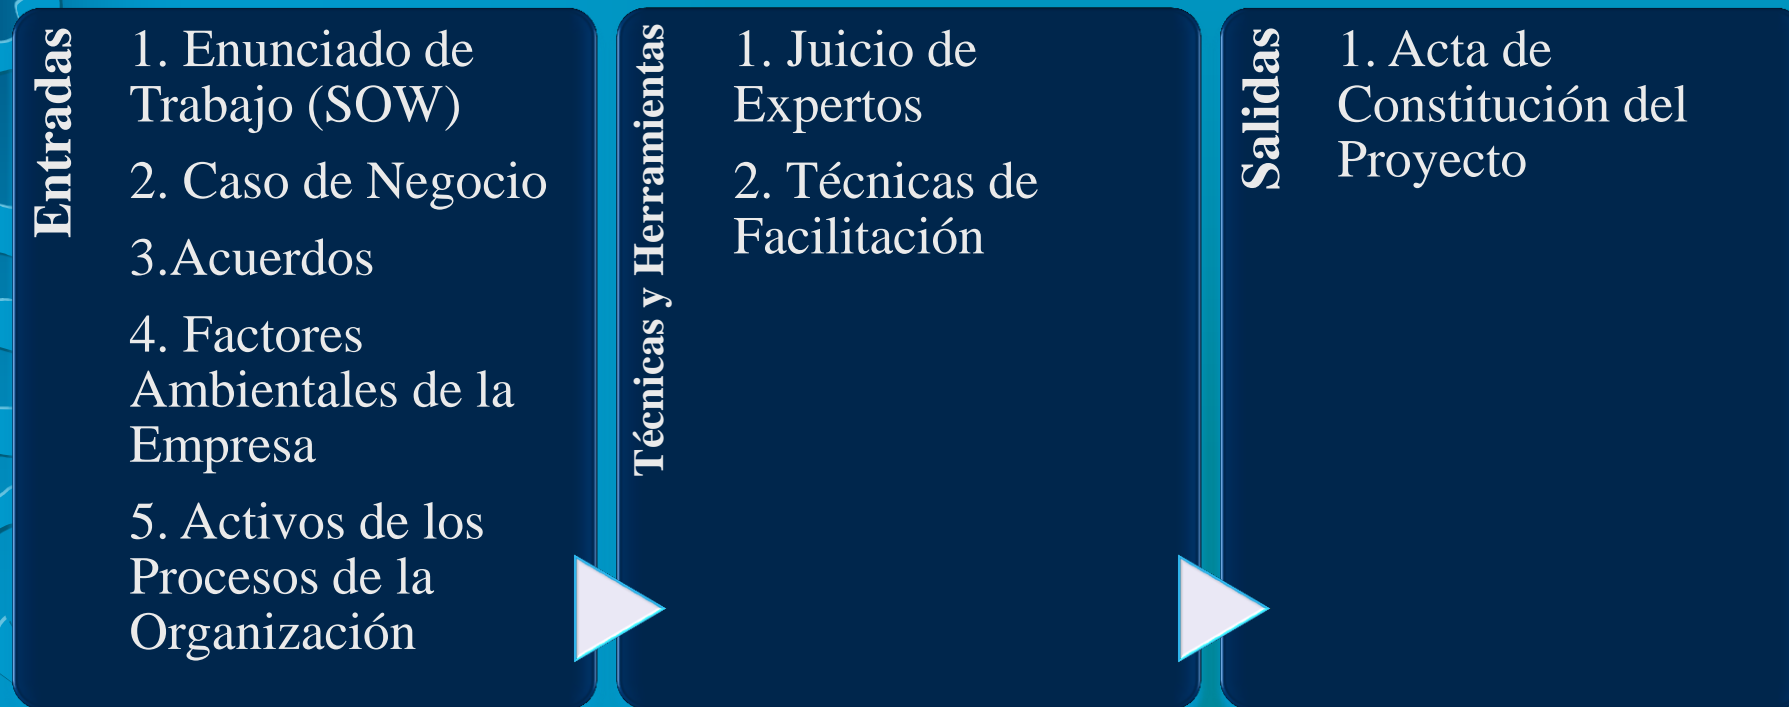 Entradas
1. Enunciado de
Trabajo (SOW)
2. Caso de Negocio
3.Acuerdos
4. Factores
Ambientales de la
Empresa
5. Activos de los
Procesos de la
Organización
Técnicas y Herramientas
1. Juicio de
Expertos
2. Técnicas de
Facilitación
Salidas
1. Acta de
Constitución del
Proyecto